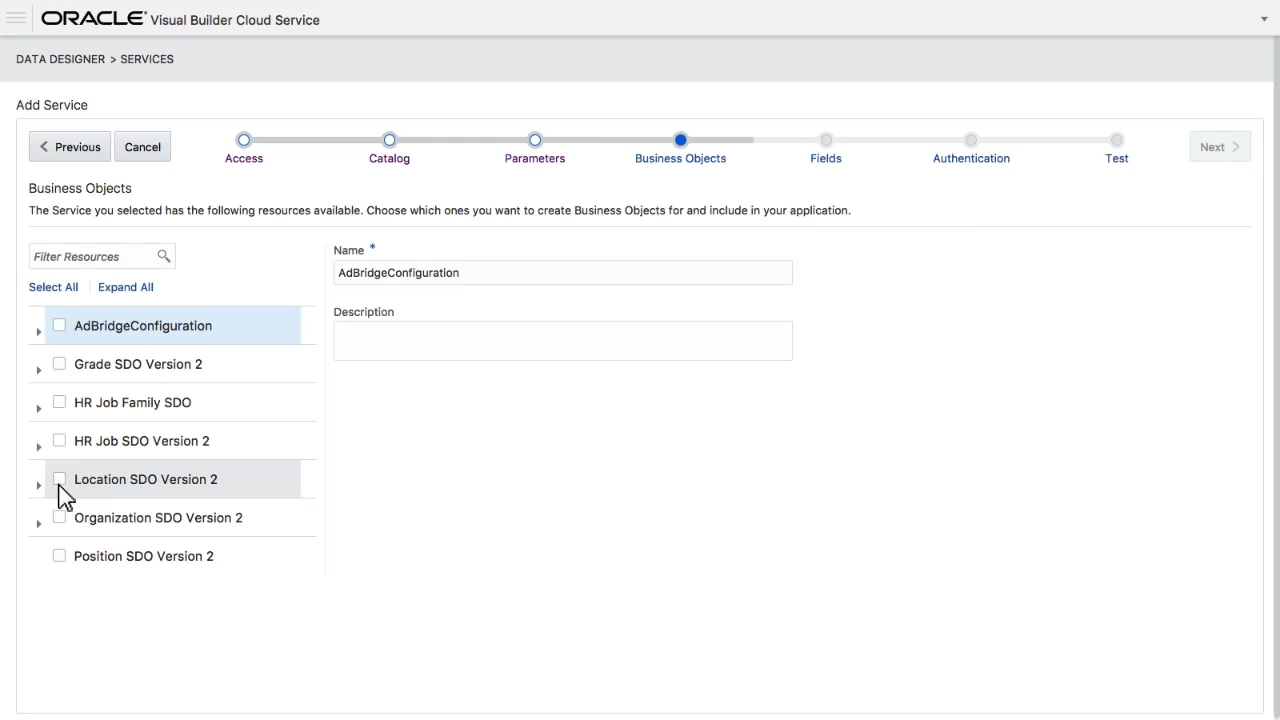 ORACLE® Visual Builder Cloud Service
DATA DESIGNER > SERVICES
Add Service
Previous
Cancel
Access
Catalog
Parameters
Business Objects
Fields
Authentication
Test
Next
Business Objects
The Service you selected has the following resources available. Choose which ones you want to create Business Objects for and include in your application.
Filter Resources
Select All
Expand All
AdBridgeConfiguration
Grade SDO Version 2
HR Job Family SDO
HR Job SDO Version 2
Location SDO Version 2
Organization SDO Version 2
Position SDO Version 2
Name *
AdBridgeConfiguration
Description